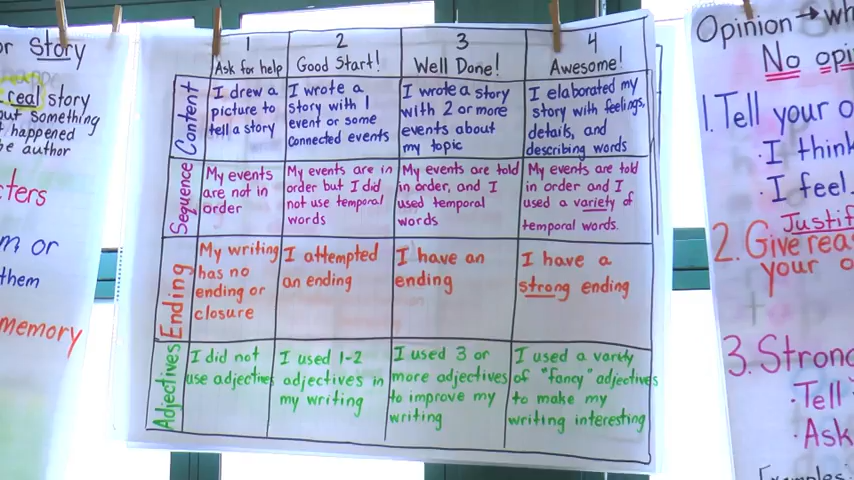 or story
real story
out something
happened
author
ters
m or
them
memory
1
Ask for help
2
Good Start!
3
Well Done!
4
Awesome!
Content
I drew a
picture to
tell a story
I wrote a
story with 1
event or some
connected events
I wrote a story
with 2 or more
events about
my topic
I elaborated my
story with feelings,
details, and
describing words
Sequence
My events
are not in
order
My events are in
order but I did
not use temporal
words
My events are told
in order, and I
used temporal
words
My events are told
in order and I
used a variety of
temporal words.
Ending
My writing
has no
ending or
closure
I attempted
an ending
I have an
ending
I have a
strong ending
Adjectives
I did not
use adjectives
I used 1-2
adjectives in
my writing
I used 3 or
more adjectives
to improve my
writing
I used a variety
of "fancy" adjectives
to make my
writing interesting
Opinion → wh
No opi
1. Tell your o
· I think
· I feel
Justif
2. Give rea
your o
3. Strong
· Tell
· Ask
Examples: